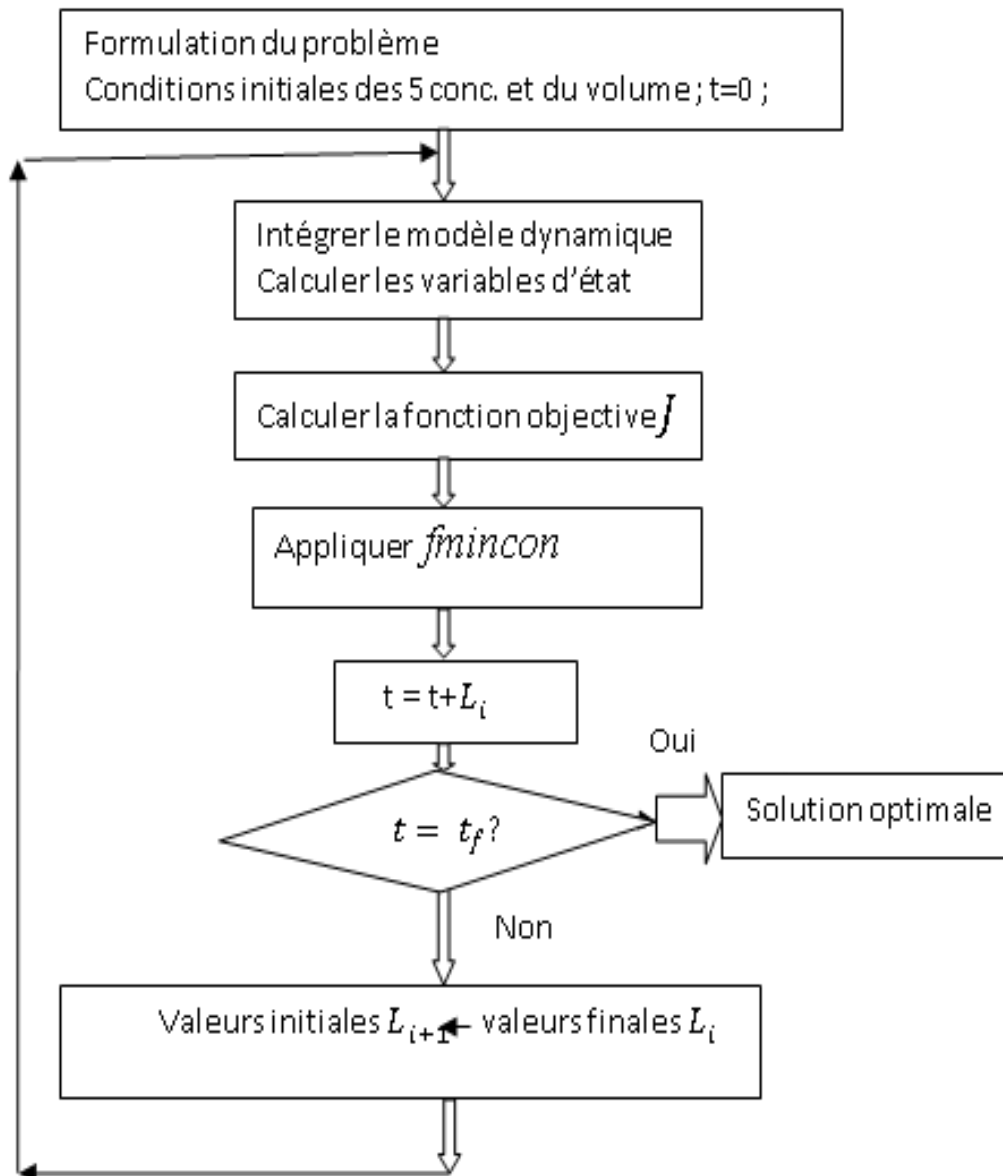 Formulation du problème
Conditions initiales des 5 conc. et du volume ; t=0 ;
Intégrer le modèle dynamique
Calculer les variables d'état
Calculer la fonction objective J
Appliquer fmincon
t = t+L_i
Oui
t = t_f?
Solution optimale
Non
Valeurs initiales L_{i+1} ← valeurs finales L_i